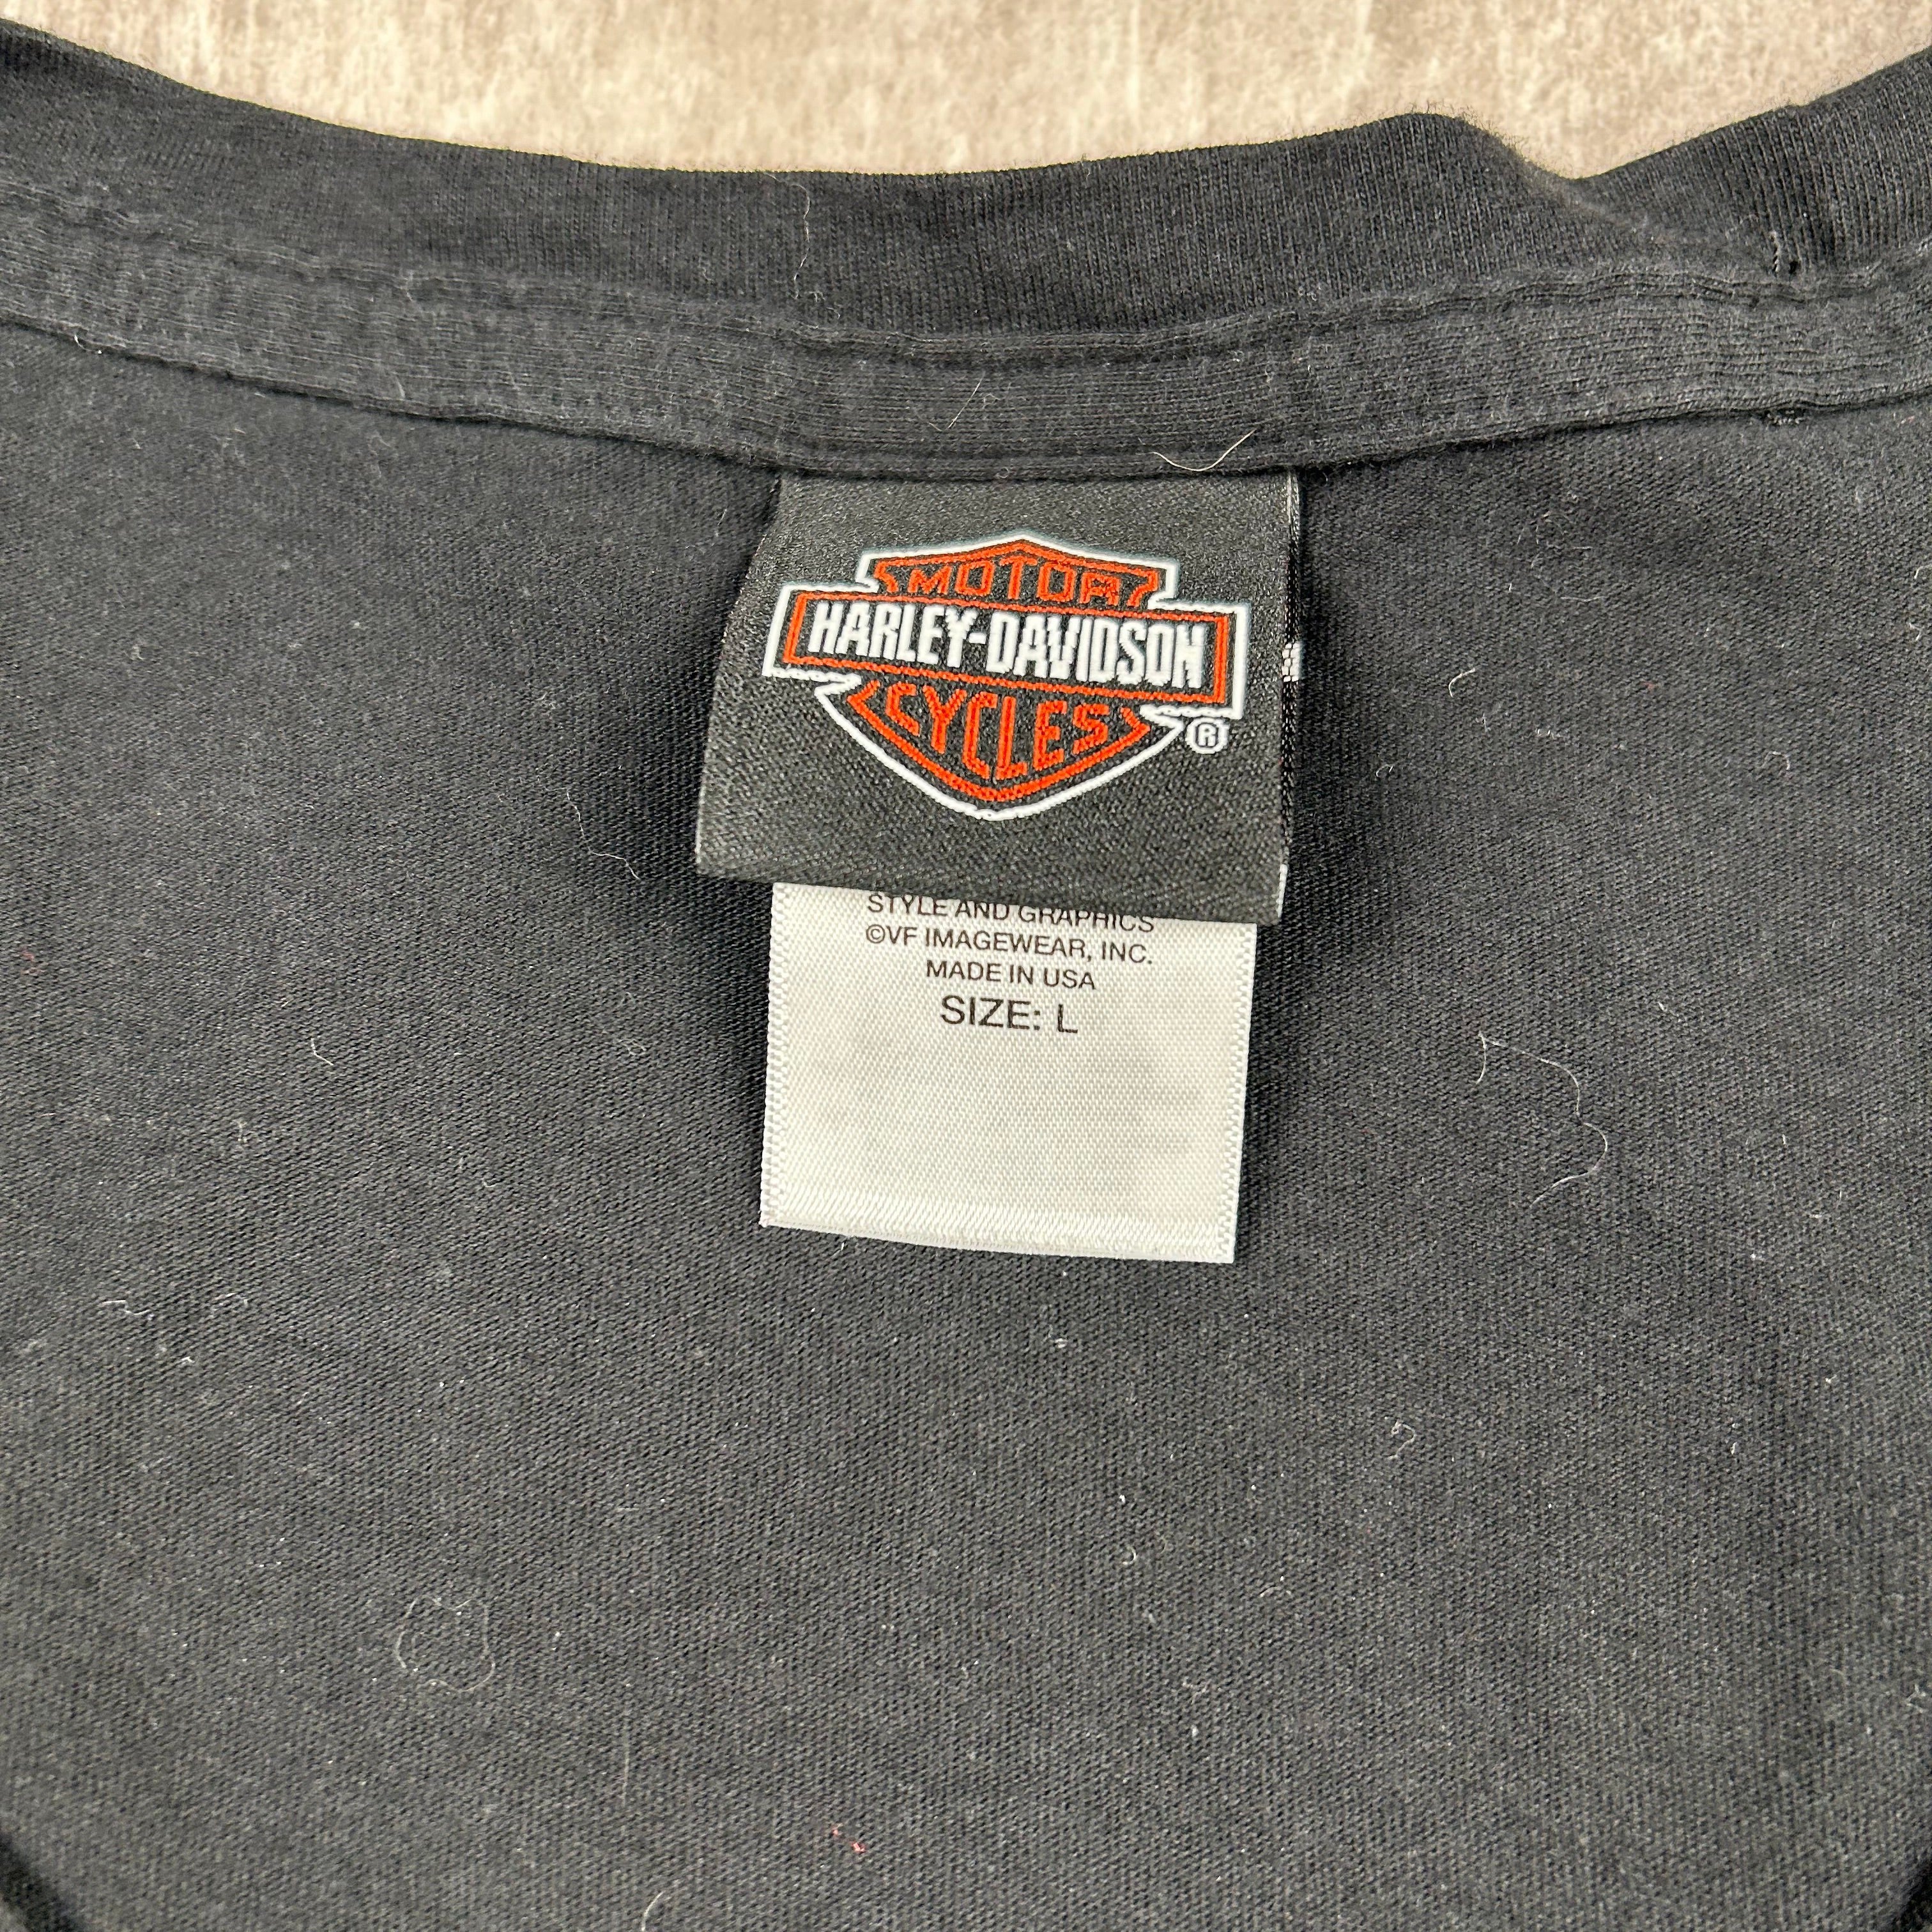 MOTOR
HARLEY-DAVIDSON
CYCLES
®
STYLE AND GRAPHICS
©VF IMAGEWEAR, INC.
MADE IN USA
SIZE: L